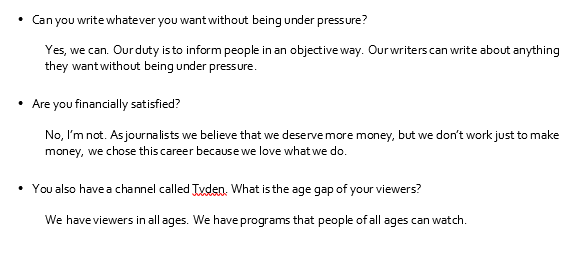 • Can you write whatever you want without being under pressure?
Yes, we can. Our duty is to inform people in an objective way. Our writers can write about anything
they want without being under pressure.
• Are you financially satisfied?
No, I’m not. As journalists we believe that we deserve more money, but we don’t work just to make
money, we chose this career because we love what we do.
• You also have a channel called Tvden. What is the age gap of your viewers?
We have viewers in all ages. We have programs that people of all ages can watch.